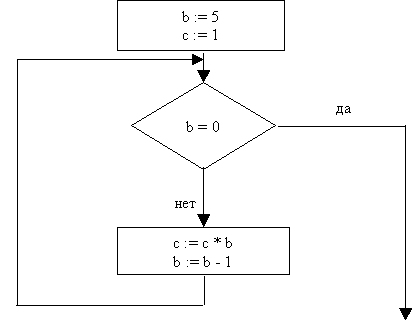 b := 5
c := 1
b = 0
да
нет
c := c * b
b := b - 1